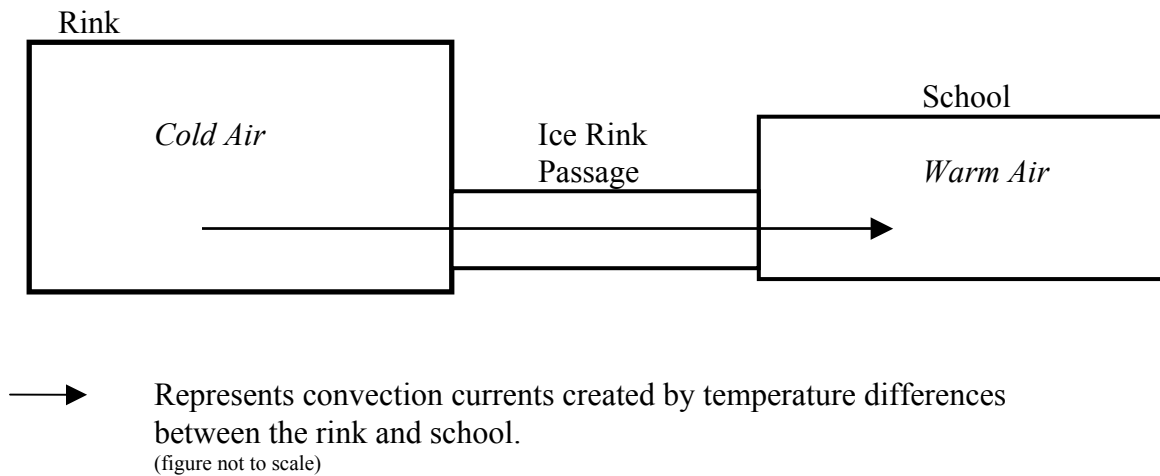 Rink
School
Cold Air
Ice Rink
Passage
Warm Air
Represents convection currents created by temperature differences
between the rink and school.
(figure not to scale)